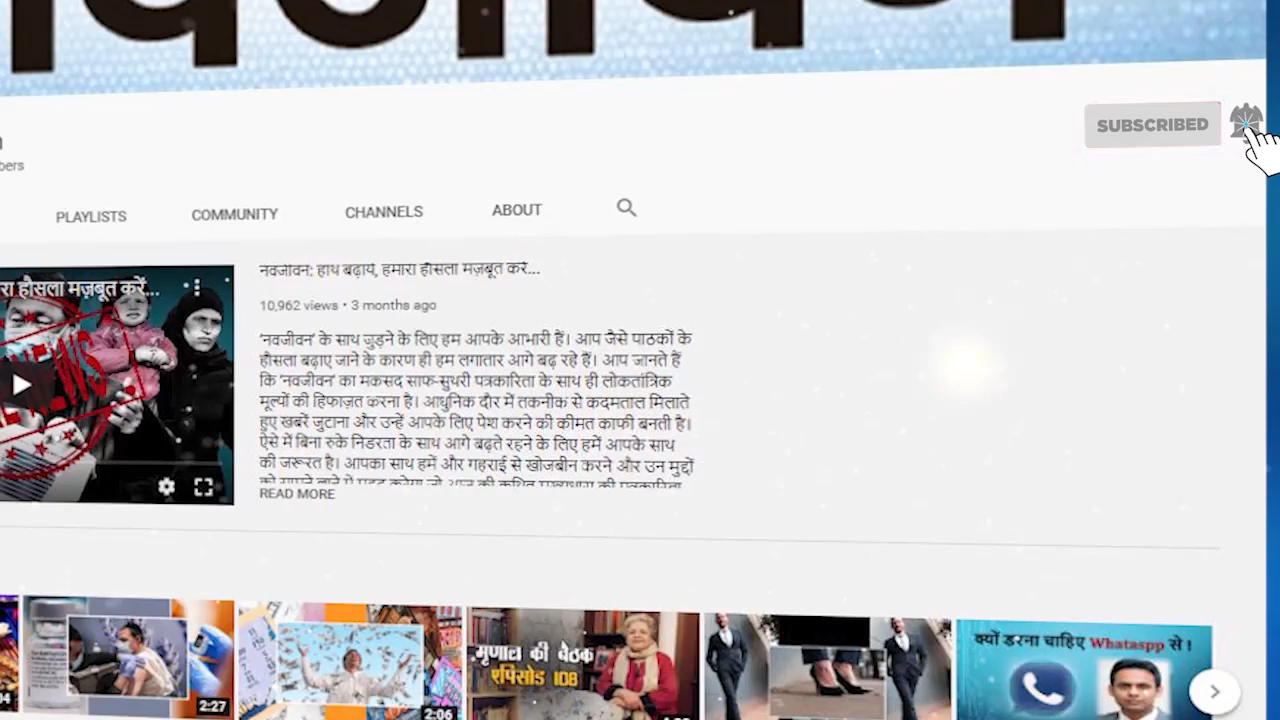 SUBSCRIBED
PLAYLISTS COMMUNITY CHANNELS ABOUT
नवजीवन: हाथ बढ़ायें, हमारा हौसला मज़बूत करें...
हौसला मज़बूत करें...
10,962 views • 3 months ago
‘नवजीवन’ के साथ जुड़ने के लिए हम आपके आभारी हैं। आप जैसे पाठकों के
हौसला बढ़ाए जाने के कारण ही हम लगातार आगे बढ़ रहे हैं। आप जानते हैं
कि ‘नवजीवन’ का मकसद साफ-सुथरी पत्रकारिता के साथ ही लोकतांत्रिक
मूल्यों की हिफाज़त करना है। आधुनिक दौर में तकनीक से कदमताल मिलाते
हुए खबरें जुटाना और उन्हें आपके लिए पेश करने की कीमत काफी बनती है।
ऐसे में बिना रुके निडरता के साथ आगे बढ़ते रहने के लिए हमें आपके साथ
की जरूरत है। आपका साथ हमें और गहराई से खोजबीन करने और उन मुद्दों
READ MORE
2:27
2:06
मृणाल की बैठक
एपिसोड 108
क्यों डरना चाहिए Whataspp से !